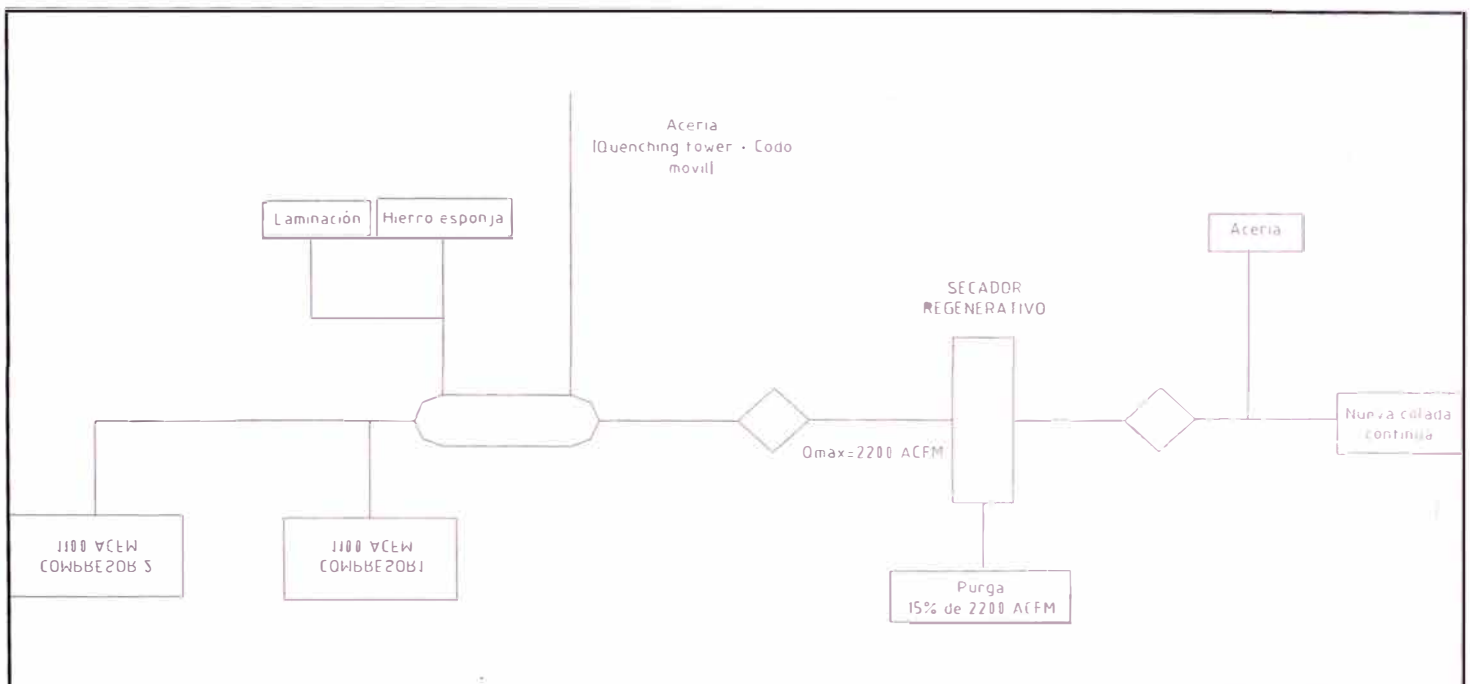 Aceria
(Quenching tower - Codo
movil)
Laminación
Hierro esponja
Aceria
SECADOR
REGENERATIVO
Nueva colada
continua
Qmax=2200 ACFM
COMPRESOR 2
1100 ACFM
COMPRESOR1
1100 ACFM
Purga
15% de 2200 ACFM